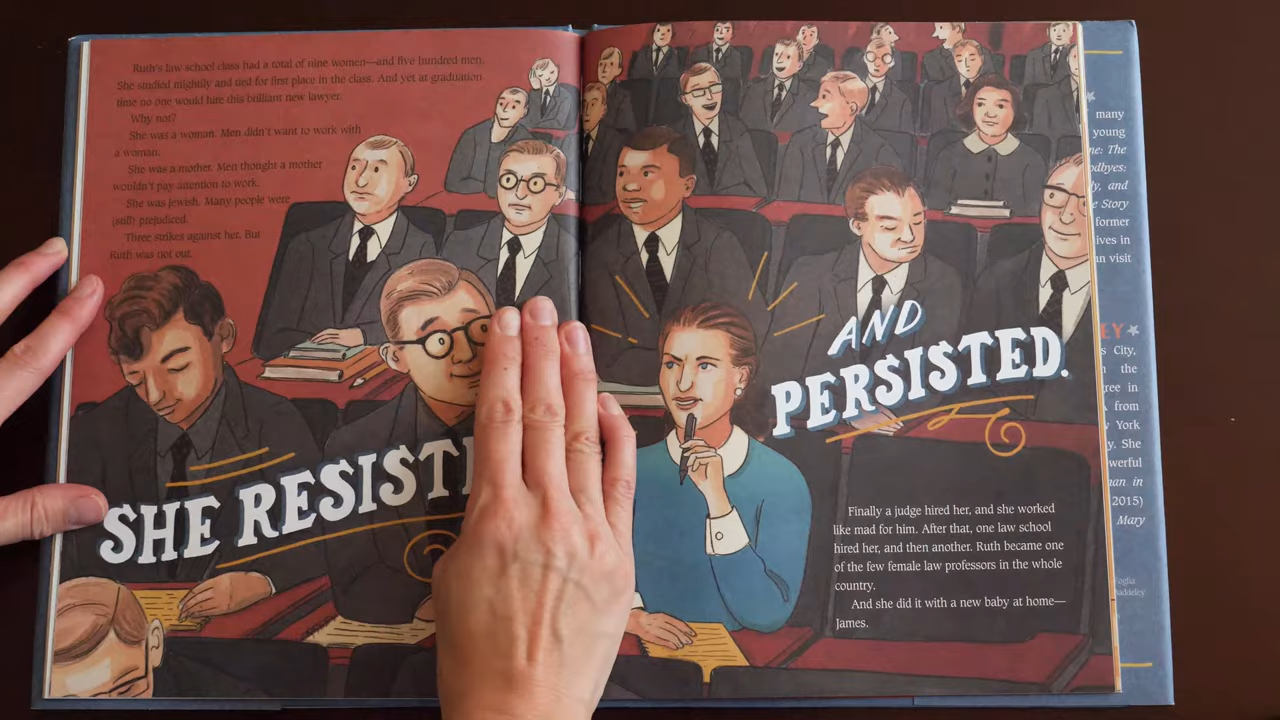 Ruth's law school class had a total of nine women—and five hundred men.
She studied mightily and tied for first place in the class. And yet at graduation
time no one would hire this brilliant new lawyer.
Why not?
She was a woman. Men didn't want to work with
a woman.
She was a mother. Men thought a mother
wouldn't pay attention to work.
She was Jewish. Many people were
(still) prejudiced.
Three strikes against her. But
Ruth was not out.
SHE RESIST
AND
PERSISTED.
Finally a judge hired her, and she worked
like mad for him. After that, one law school
hired her, and then another. Ruth became one
of the few female law professors in the whole
country.
And she did it with a new baby at home—
James.
many
young
The
and
Story
former
lives in
visit
EY
City,
the
in
from
York
She
in
2015)
Mary